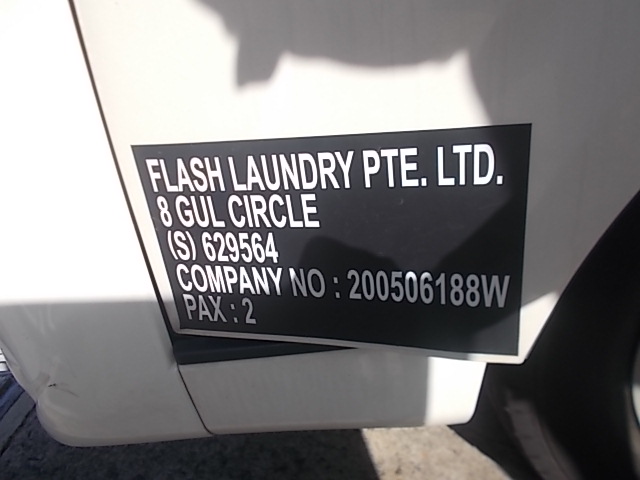 FLASH LAUNDRY PTE. LTD.
8 GUL CIRCLE
(S) 629564
COMPANY NO : 200506188W
PAX : 2